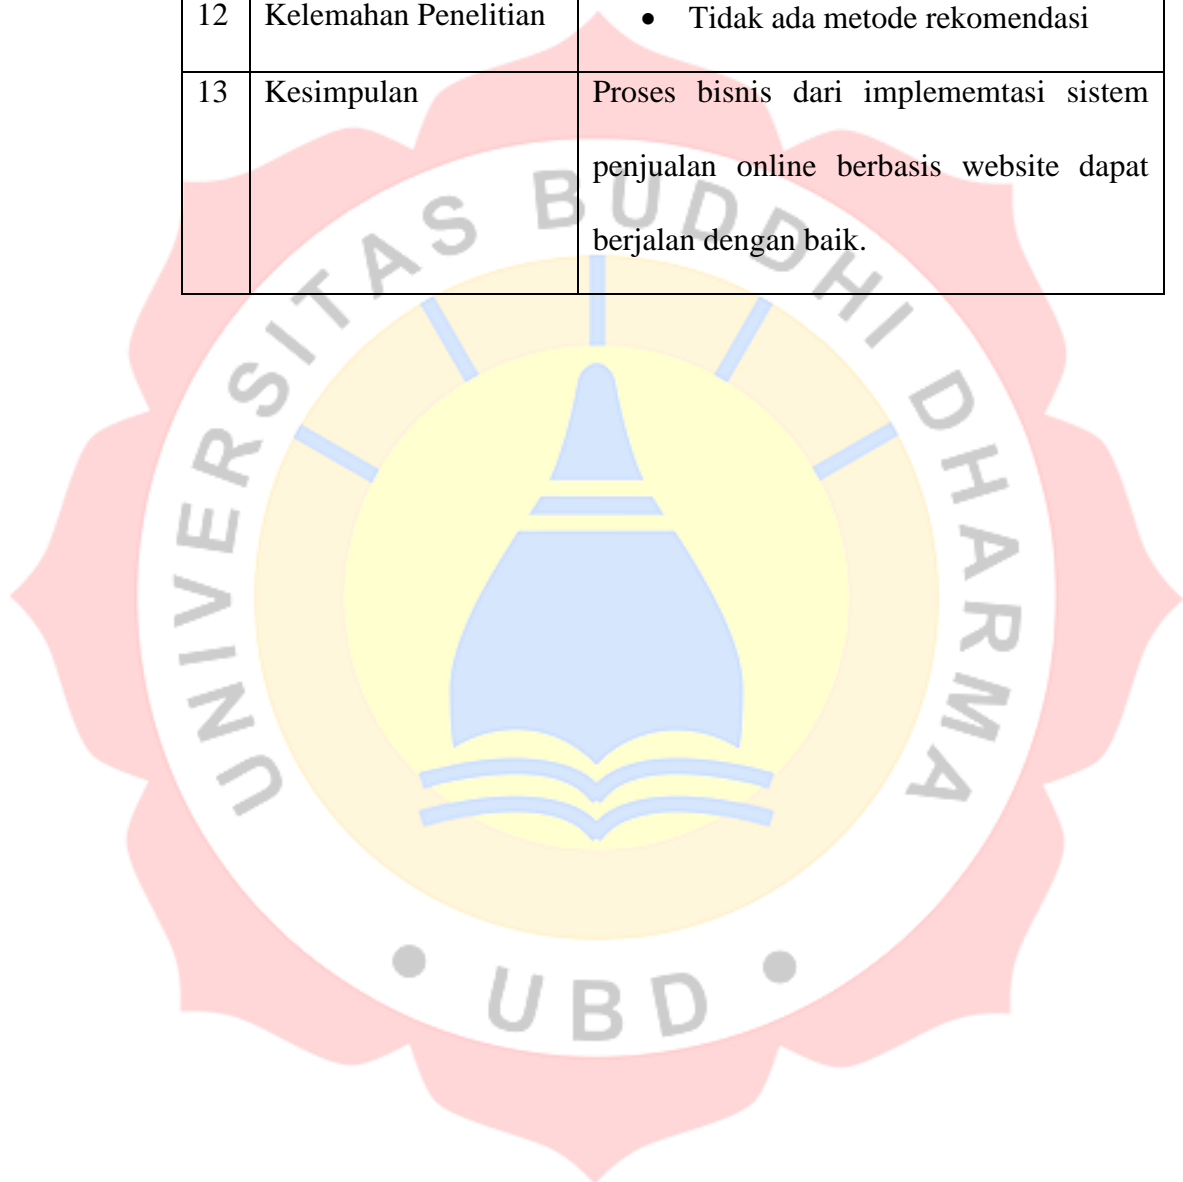 12 Kelemahan Penelitian • Tidak ada metode rekomendasi
13 Kesimpulan Proses bisnis dari implememtasi sistem
penjualan online berbasis website dapat
berjalan dengan baik.
UNIVERSITAS BUDDHI DHARMA
• UBD •